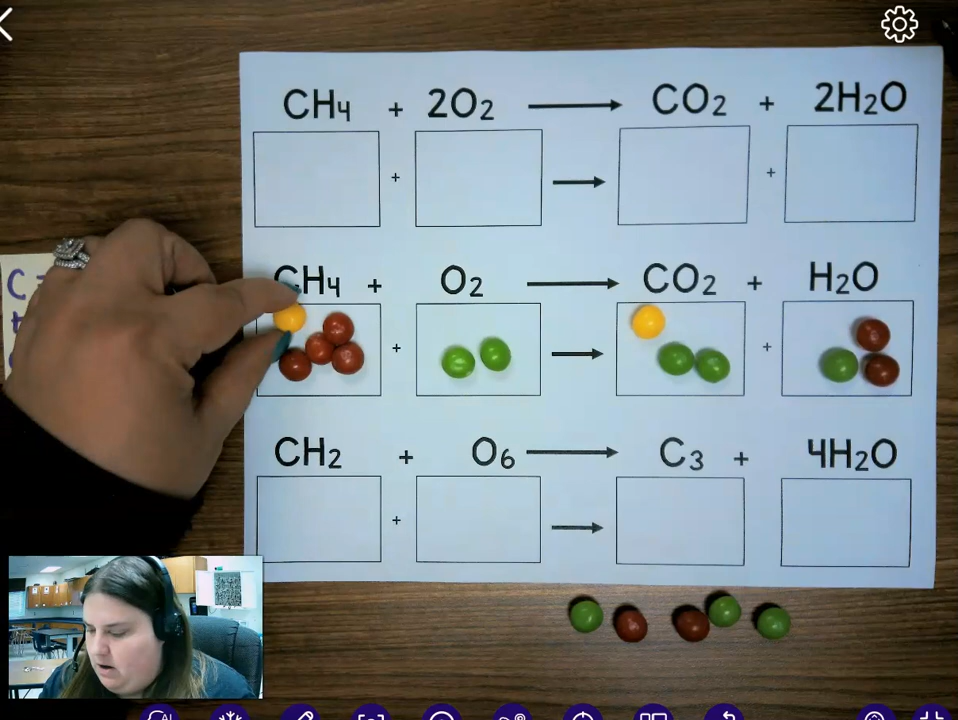 CH4 + 2O2 → CO2 + 2H2O
+ → +
CH4 + O2 → CO2 + H2O
+ → +
CH2 + O6 → C3 + 4H2O
+ →
C